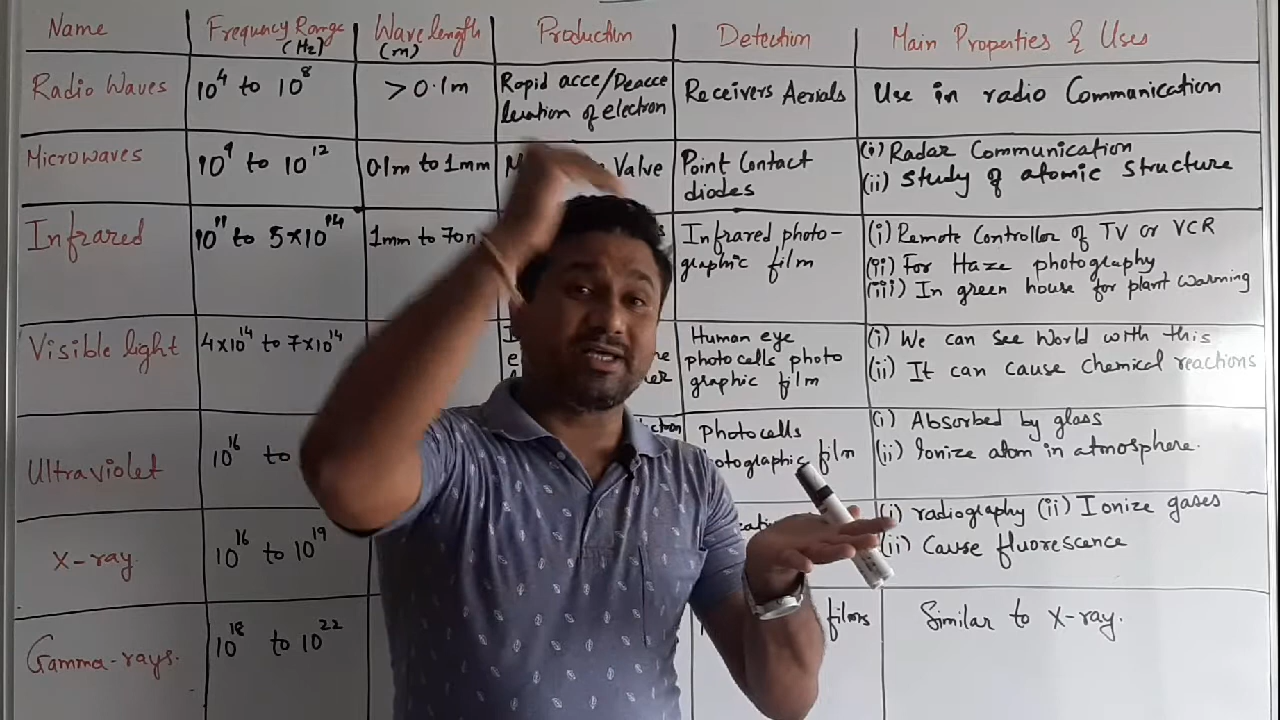 Name Frequency Range Wavelength Production Detection Main Properties & Uses
(Hz) (m)
Radio Waves 10⁴ to 10⁸ > 0.1m Rapid acce/Deacce Receivers Aerials Use in radio Communication
leration of electron
Microwaves 10⁹ to 10¹² 0.1m to 1mm Valve Point Contact (i) Radar Communication
diodes (ii) Study of atomic structure
Infrared 10¹¹ to 5×10¹⁴ 1mm to Infrared photo- (i) Remote Controller of TV or VCR
graphic film (ii) For Haze photography
(iii) In green house for plant warming
Visible light 4×10¹⁴ to 7×10¹⁴ Human eye (i) We can see World with this
photocells photo (ii) It can cause Chemical reactions
graphic film
Ultraviolet 10¹⁶ to Photocells (i) Absorbed by glass
film (ii) Ionize atom in atmosphere.
X-ray. 10¹⁶ to 10¹⁹ (i) radiography (ii) Ionize gases
(ii) Cause fluorescence
Gamma-rays. 10¹⁸ to 10²² films Similar to X-ray.